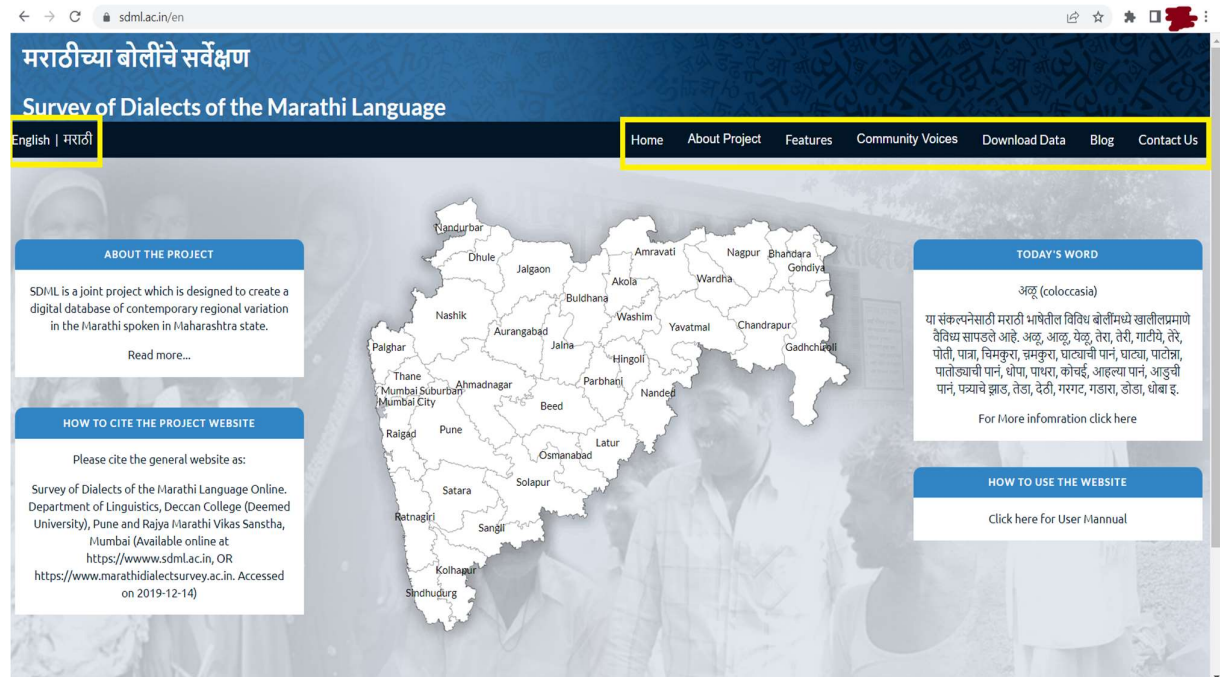 sdml.ac.in/en
मराठीच्या बोलींचे सर्वेक्षण
Survey of Dialects of the Marathi Language
English | मराठी
Home About Project Features Community Voices Download Data Blog Contact Us
ABOUT THE PROJECT
SDML is a joint project which is designed to create a
digital database of contemporary regional variation
in the Marathi spoken in Maharashtra state.
Read more...
HOW TO CITE THE PROJECT WEBSITE
Please cite the general website as:
Survey of Dialects of the Marathi Language Online.
Department of Linguistics, Deccan College (Deemed
University), Pune and Rajya Marathi Vikas Sanstha,
Mumbai (Available online at
https://wwww.sdml.ac.in, OR
https://www.marathidialectsurvey.ac.in. Accessed
on 2019-12-14)
Nandurbar
Dhule
Jalgaon
Amravati
Nagpur
Bhandara
Gondiya
Akola
Wardha
Buldhana
Nashik
Washim
Aurangabad
Yavatmal
Chandrapur
Palghar
Jalna
Gadhchiroli
Hingoli
Thane
Ahmadnagar
Parbhani
Mumbai Suburban
Nanded
Mumbai City
Beed
Raigad
Pune
Latur
Osmanabad
Solapur
Satara
Ratnagiri
Sangli
Kolhapur
Sindhudurg
TODAY'S WORD
अळू (coloccasia)
या संकल्पनेसाठी मराठी भाषेतील विविध बोलींमध्ये खालीलप्रमाणे
वैविध्य सापडले आहे. अळू, आळू, येळू, तेरा, तेरी, गाटीये, तेरे,
पोती, पात्रा, चिमकुरा, च़मकुरा, घाट्याची पानं, घाट्या, पाटोळ्या,
पातोड्याची पानं, धोपा, पाथरा, कोचई, आहल्या पानं, आडुची
पानं, पत्र्याचे झ़ाड, तेडा, देठी, गरगट, गडारा, डोडा, धोबा इ.
For More infomration click here
HOW TO USE THE WEBSITE
Click here for User Mannual